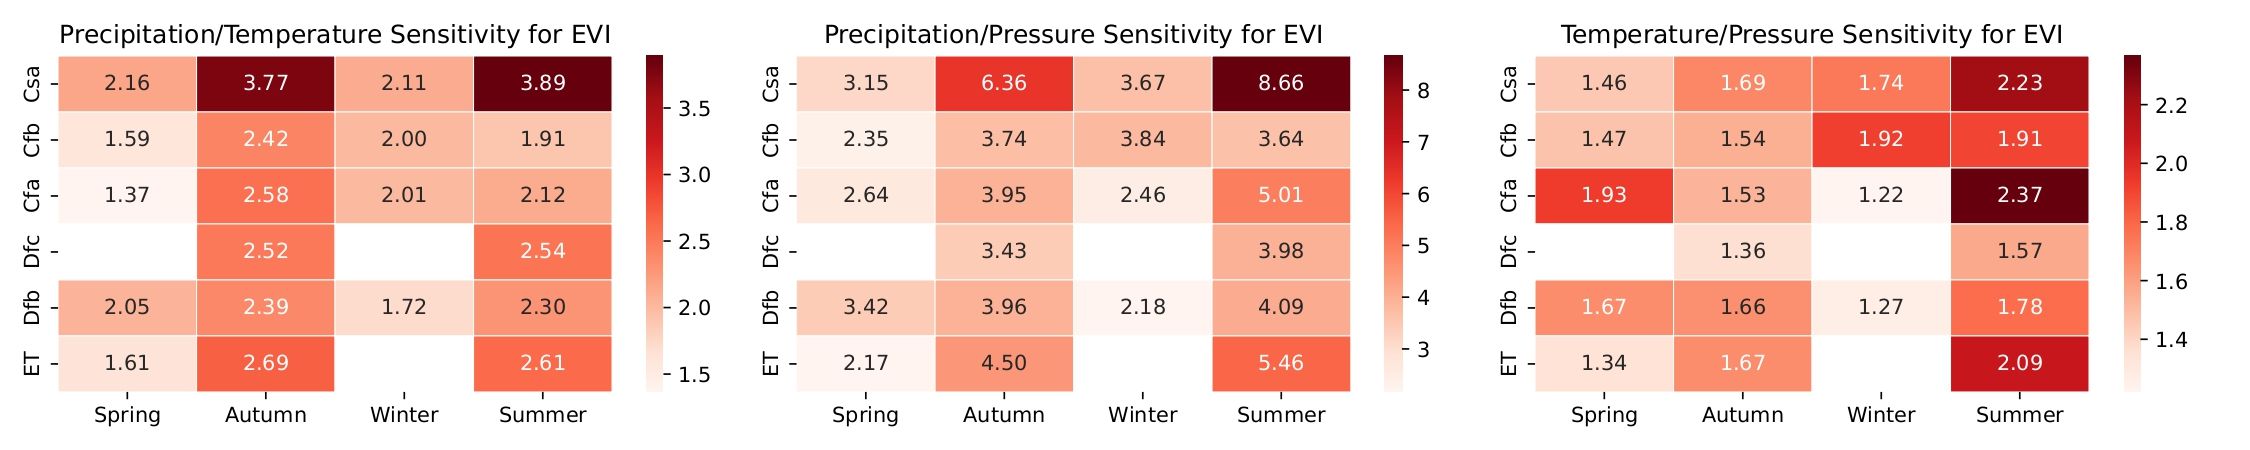 Precipitation/Temperature Sensitivity for EVI
Csa 2.16 3.77 2.11 3.89
Cfb 1.59 2.42 2.00 1.91
Cfa 1.37 2.58 2.01 2.12
Dfc 2.52 2.54
Dfb 2.05 2.39 1.72 2.30
ET 1.61 2.69 2.61
Spring Autumn Winter Summer
3.5
3.0
2.5
2.0
1.5
Precipitation/Pressure Sensitivity for EVI
Csa 3.15 6.36 3.67 8.66
Cfb 2.35 3.74 3.84 3.64
Cfa 2.64 3.95 2.46 5.01
Dfc 3.43 3.98
Dfb 3.42 3.96 2.18 4.09
ET 2.17 4.50 5.46
Spring Autumn Winter Summer
8
7
6
5
4
3
Temperature/Pressure Sensitivity for EVI
Csa 1.46 1.69 1.74 2.23
Cfb 1.47 1.54 1.92 1.91
Cfa 1.93 1.53 1.22 2.37
Dfc 1.36 1.57
Dfb 1.67 1.66 1.27 1.78
ET 1.34 1.67 2.09
Spring Autumn Winter Summer
2.2
2.0
1.8
1.6
1.4